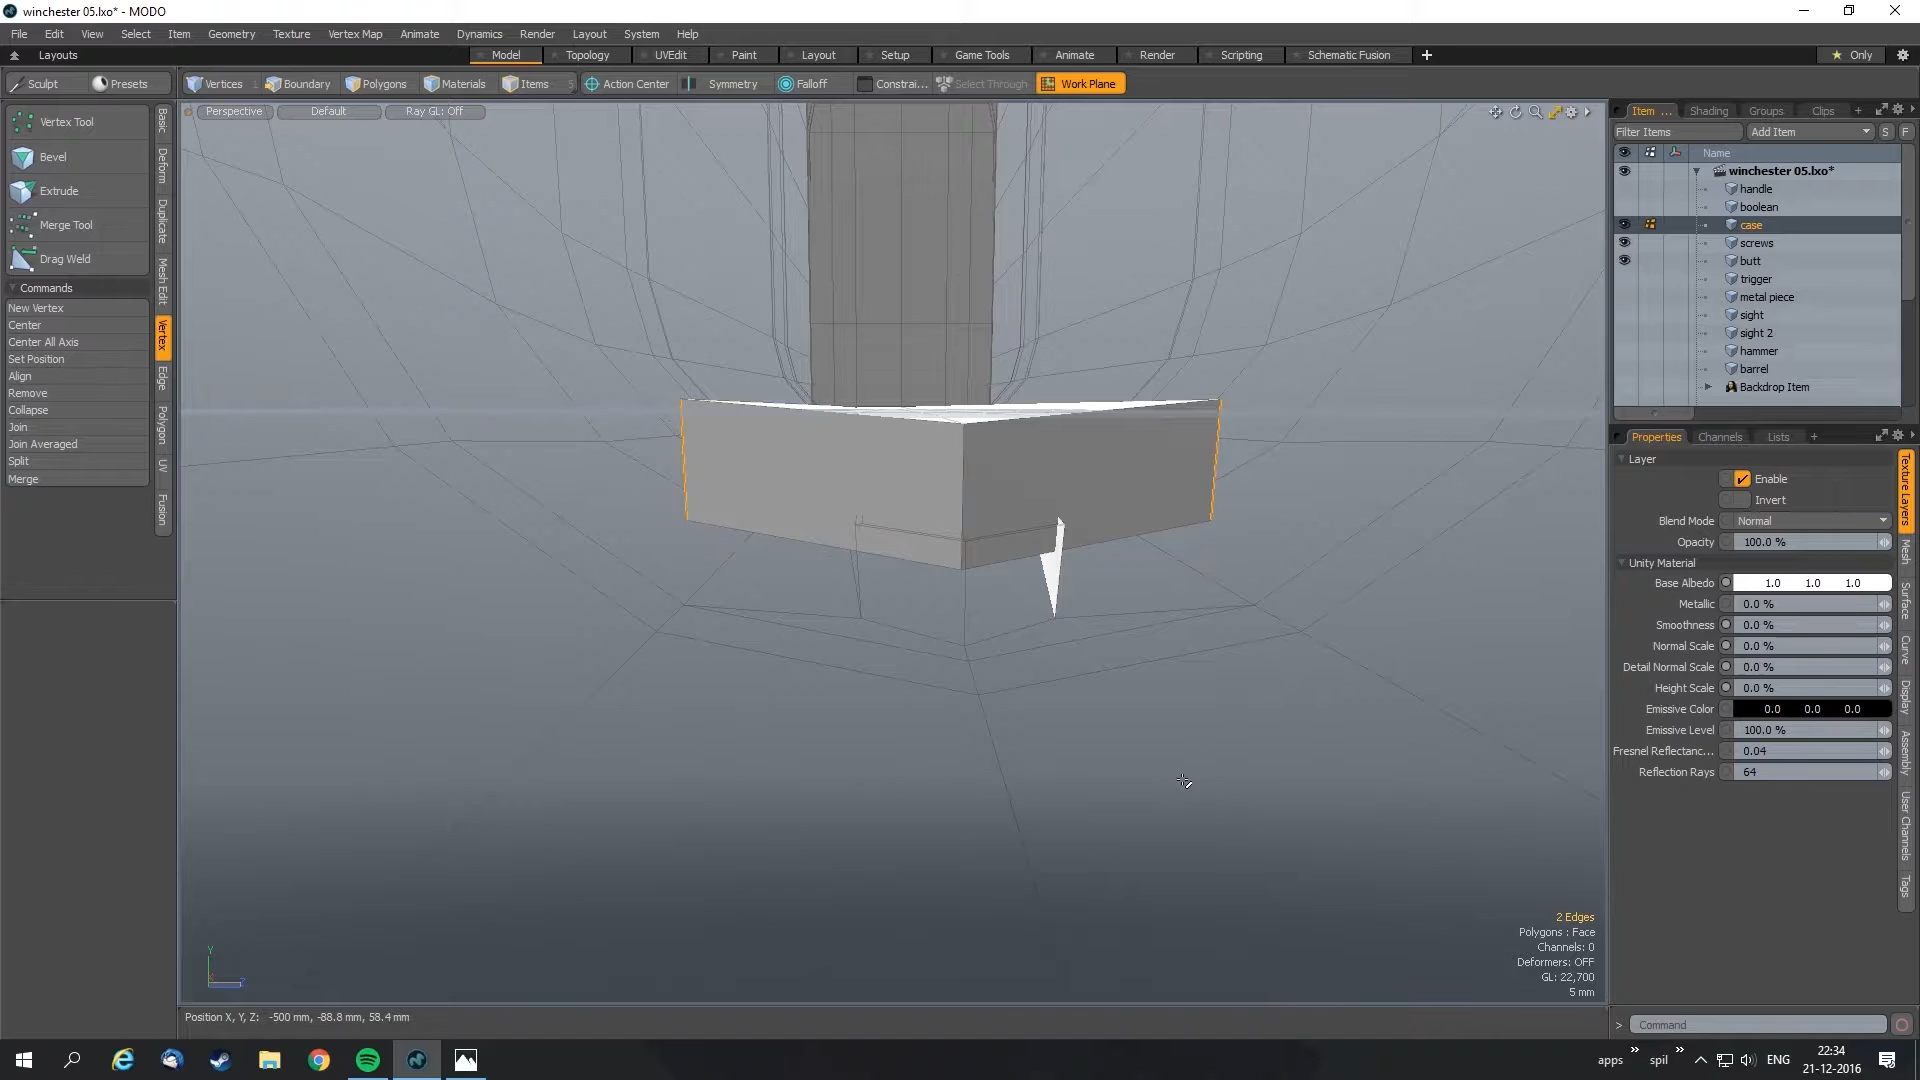 winchester 05.lxo* - MODO
File Edit View Select Item Geometry Texture Vertex Map Animate Dynamics Render Layout System Help
Layouts Model Topology UVEdit Paint Layout Setup Game Tools Animate Render Scripting Schematic Fusion Only
Sculpt Presets Vertices 1 Boundary Polygons Materials Items 5 Action Center Symmetry Falloff Constrai... Select Through Work Plane
Perspective Default Ray GL: Off
Vertex Tool
Bevel
Extrude
Merge Tool
Drag Weld
Commands
New Vertex
Center
Center All Axis
Set Position
Align
Remove
Collapse
Join
Join Averaged
Split
Merge
Basic
Deform
Duplicate
Mesh Edit
Vertex
Edge
Polygon
UV
Fusion
Item ... Shading Groups Clips
Filter Items Add Item S F
Name
winchester 05.lxo*
handle
boolean
case
screws
butt
trigger
metal piece
sight
sight 2
hammer
barrel
Backdrop Item
Properties Channels Lists
Layer
Enable
Invert
Blend Mode Normal
Opacity 100.0 %
Unity Material
Base Albedo 1.0 1.0 1.0
Metallic 0.0 %
Smoothness 0.0 %
Normal Scale 0.0 %
Detail Normal Scale 0.0 %
Height Scale 0.0 %
Emissive Color 0.0 0.0 0.0
Emissive Level 100.0 %
Fresnel Reflectanc... 0.04
Reflection Rays 64
Texture Layers
Mesh
Surface
Curve
Display
Assembly
User Channels
Tags
2 Edges
Polygons : Face
Channels: 0
Deformers: OFF
GL: 22,700
5 mm
Y
Z
Position X, Y, Z: -500 mm, -88.8 mm, 58.4 mm
> Command
apps » spil » ENG
22:34
21-12-2016